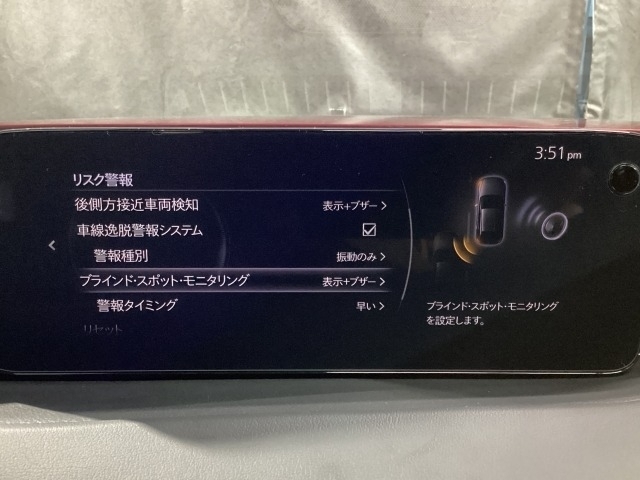 3:51 pm
リスク警報
後側方接近車両検知 表示+ブザー
車線逸脱警報システム
警報種別 振動のみ
ブラインド・スポット・モニタリング 表示+ブザー
警報タイミング 早い
リセット
ブラインド・スポット・モニタリング
を設定します。